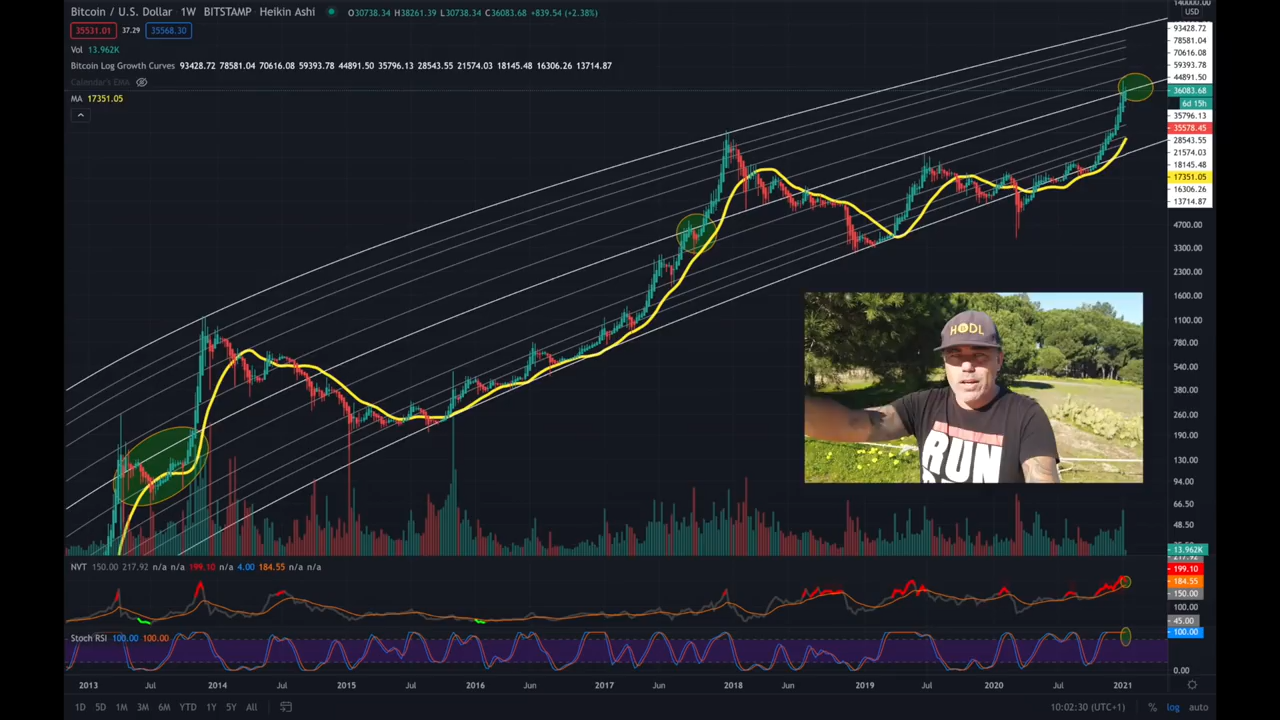 Bitcoin / U.S. Dollar 1W BITSTAMP Heikin Ashi O30738.34 H38261.39 L30738.34 C36083.68 +839.54 (+2.38%)
35531.01 37.29 35568.30
Vol 13.962K
Bitcoin Log Growth Curves 93428.72 78581.04 70616.08 59393.78 44891.50 35796.13 28543.55 21574.03 18145.48 16306.26 13714.87
Calendar's EMA
MA 17351.05
140000.00
USD
93428.72
78581.04
70616.08
59393.78
44891.50
36083.68
6d 15h
35796.13
35578.45
28543.55
21574.03
18145.48
17351.05
16306.26
13714.87
4700.00
3300.00
2300.00
1600.00
1100.00
780.00
540.00
380.00
260.00
190.00
130.00
94.00
66.50
48.50
13.962K
217.92
HODL
RUN
NVT 150.00 217.92 n/a n/a 199.10 n/a 4.00 184.55 n/a n/a
199.10
184.55
150.00
100.00
45.00
Stoch RSI 100.00 100.00
100.00
0.00
2013 Jul 2014 Jul 2015 Jul 2016 Jun 2017 Jun 2018 Jun 2019 Jul 2020 Jul 2021
1D 5D 1M 3M 6M YTD 1Y 5Y All 10:02:30 (UTC+1) % log auto